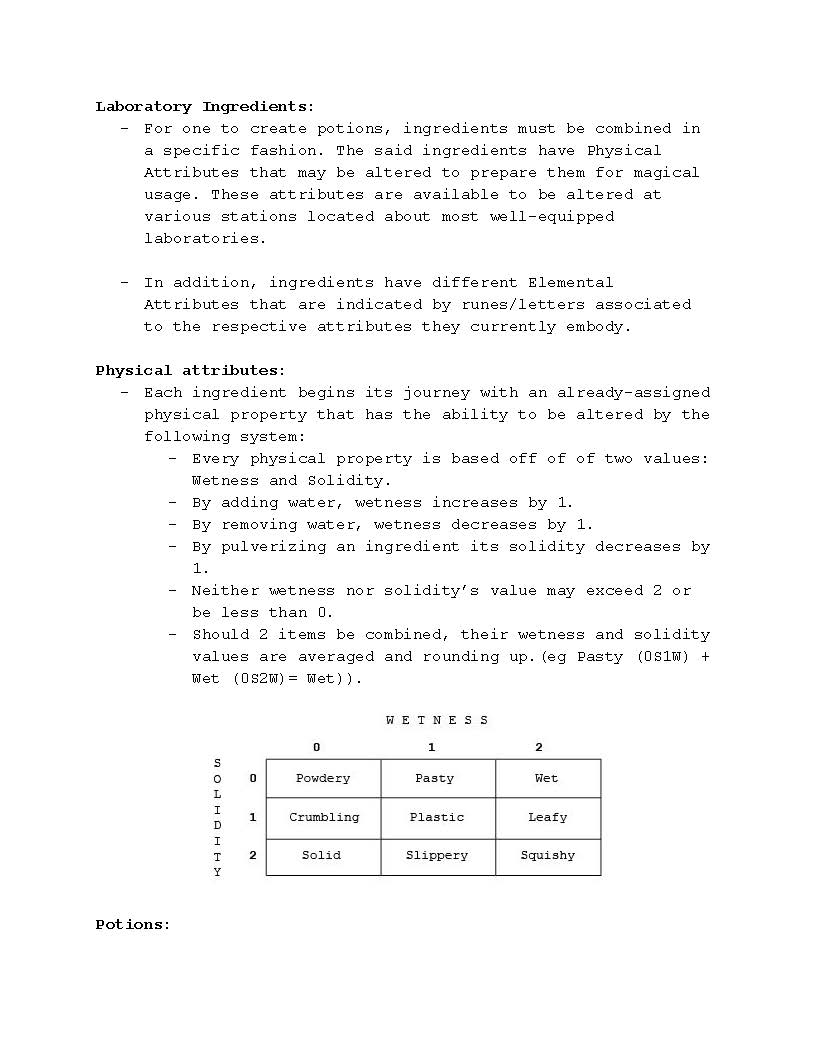 Laboratory Ingredients:
- For one to create potions, ingredients must be combined in
a specific fashion. The said ingredients have Physical
Attributes that may be altered to prepare them for magical
usage. These attributes are available to be altered at
various stations located about most well-equipped
laboratories.
- In addition, ingredients have different Elemental
Attributes that are indicated by runes/letters associated
to the respective attributes they currently embody.
Physical attributes:
- Each ingredient begins its journey with an already-assigned
physical property that has the ability to be altered by the
following system:
- Every physical property is based off of of two values:
Wetness and Solidity.
- By adding water, wetness increases by 1.
- By removing water, wetness decreases by 1.
- By pulverizing an ingredient its solidity decreases by
1.
- Neither wetness nor solidity's value may exceed 2 or
be less than 0.
- Should 2 items be combined, their wetness and solidity
values are averaged and rounding up.(eg Pasty (0S1W) +
Wet (0S2W)= Wet)).
W E T N E S S
0 1 2
S O L I D I T Y
0 Powdery Pasty Wet
1 Crumbling Plastic Leafy
2 Solid Slippery Squishy
Potions: